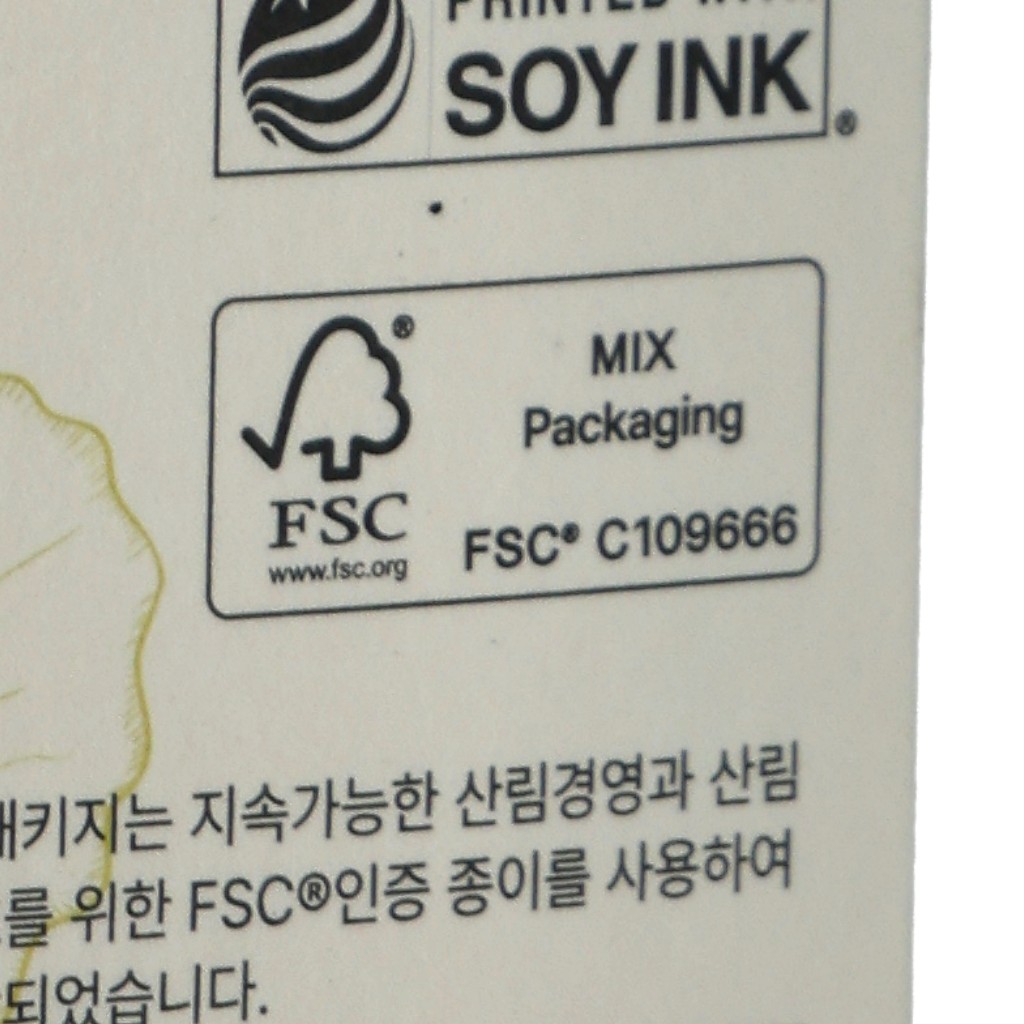 PRINTED WITH
SOY INK
®
®
MIX
Packaging
FSC
www.fsc.org
FSC® C109666
패키지는 지속가능한 산림경영과 산림
를 위한 FSC®인증 종이를 사용하여
되었습니다.